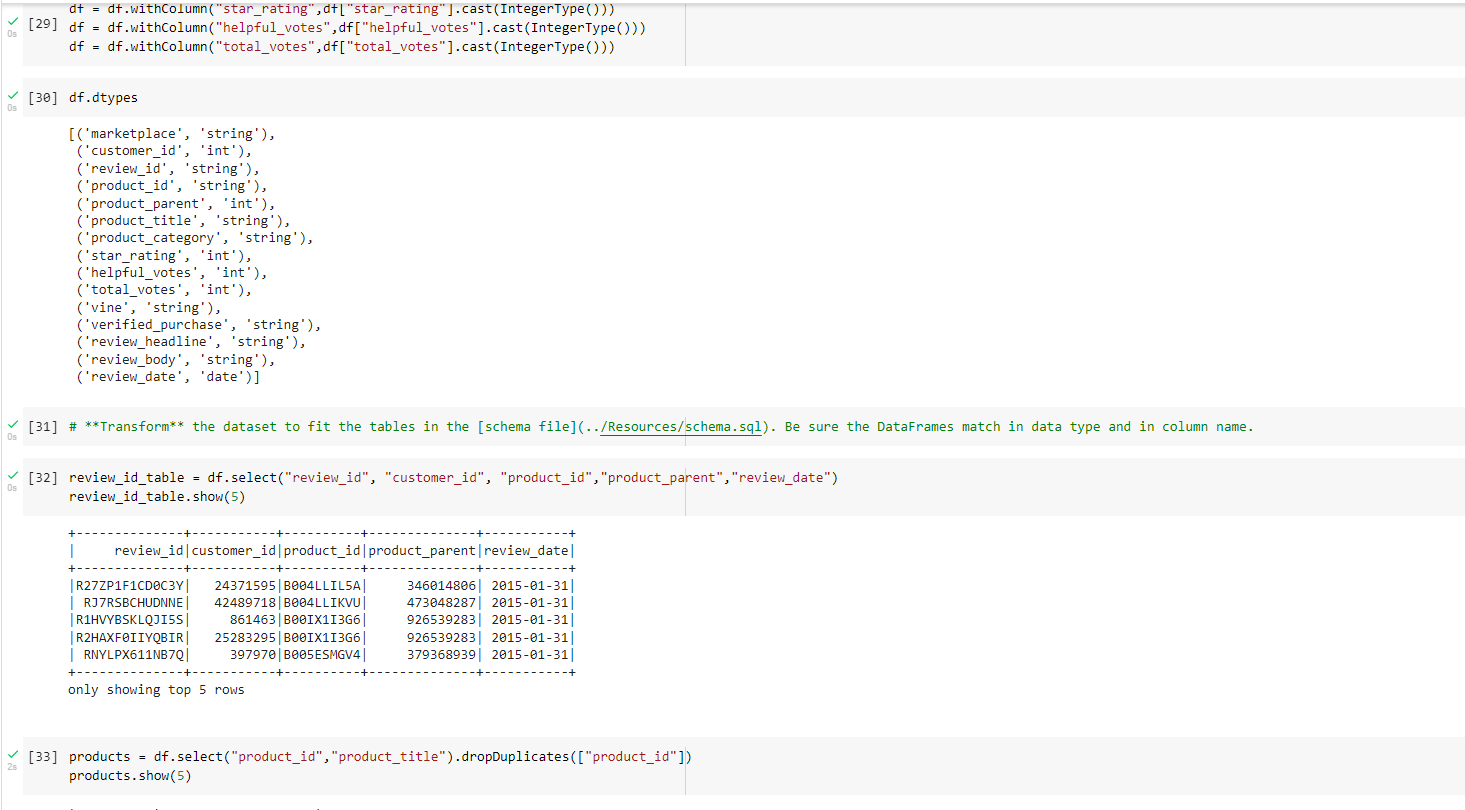 df = df.withColumn("star_rating",df["star_rating"].cast(IntegerType()))
[29] df = df.withColumn("helpful_votes",df["helpful_votes"].cast(IntegerType()))
0s
df = df.withColumn("total_votes",df["total_votes"].cast(IntegerType()))
[30] df.dtypes
0s
[('marketplace', 'string'),
('customer_id', 'int'),
('review_id', 'string'),
('product_id', 'string'),
('product_parent', 'int'),
('product_title', 'string'),
('product_category', 'string'),
('star_rating', 'int'),
('helpful_votes', 'int'),
('total_votes', 'int'),
('vine', 'string'),
('verified_purchase', 'string'),
('review_headline', 'string'),
('review_body', 'string'),
('review_date', 'date')]
[31] # **Transform** the dataset to fit the tables in the [schema file](../Resources/schema.sql). Be sure the DataFrames match in data type and in column name.
0s
[32] review_id_table = df.select("review_id", "customer_id", "product_id","product_parent","review_date")
0s
review_id_table.show(5)
+--------------+-----------+----------+--------------+-----------+
|     review_id|customer_id|product_id|product_parent|review_date|
+--------------+-----------+----------+--------------+-----------+
|R27ZP1F1CD0C3Y|   24371595|B004LLIL5A|     346014806| 2015-01-31|
| RJ7RSBCHUDNNE|   42489718|B004LLIKVU|     473048287| 2015-01-31|
|R1HVYBSKLQJI5S|     861463|B00IX1I3G6|     926539283| 2015-01-31|
|R2HAXF0IIYQBIR|   25283295|B00IX1I3G6|     926539283| 2015-01-31|
| RNYLPX611NB7Q|     397970|B005ESMGV4|     379368939| 2015-01-31|
+--------------+-----------+----------+--------------+-----------+
only showing top 5 rows
[33] products = df.select("product_id","product_title").dropDuplicates(["product_id"])
2s
products.show(5)